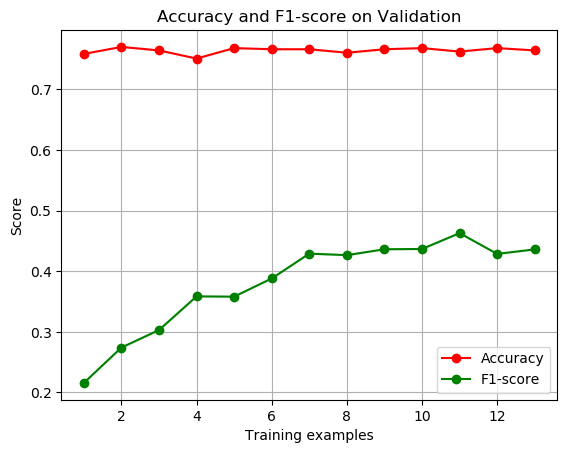 Accuracy and F1-score on Validation
Score
0.7
0.6
0.5
0.4
0.3
0.2
2 4 6 8 10 12
Training examples
Accuracy
F1-score